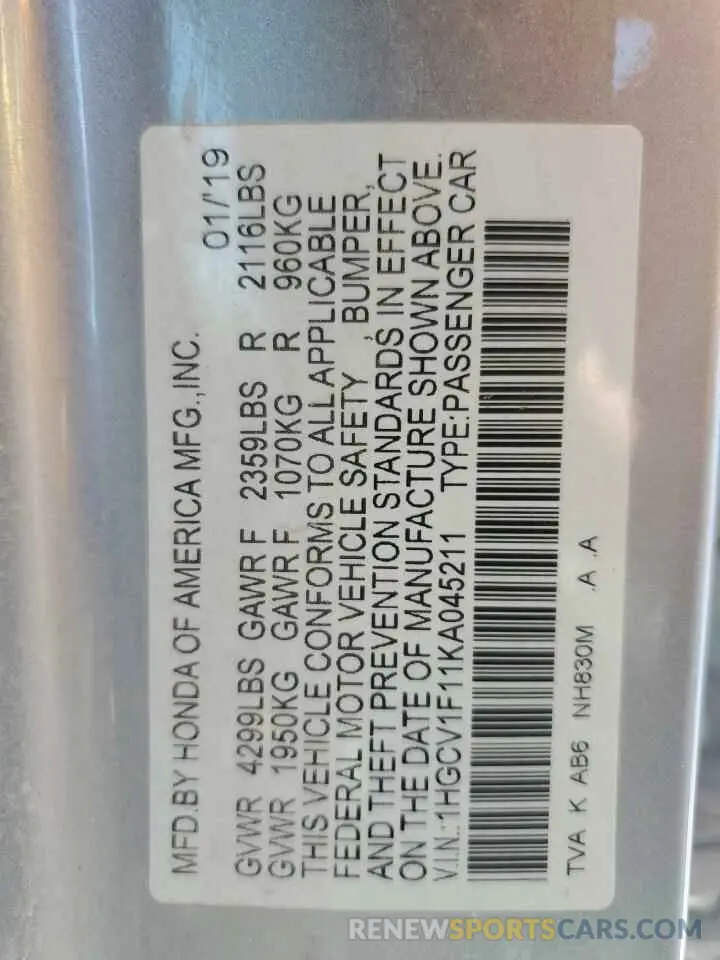 MFD.BY HONDA OF AMERICA MFG.,INC. 01/'19
GVWR 4299LBS GAWR F 2359LBS R 2116LBS
GVWR 1950KG GAWR F 1070KG R 960KG
THIS VEHICLE CONFORMS TO ALL APPLICABLE
FEDERAL MOTOR VEHICLE SAFETY , BUMPER,
AND THEFT PREVENTION STANDARDS IN EFFECT
ON THE DATE OF MANUFACTURE SHOWN ABOVE.
V.I.N.:1HGCV1F11KA045211 TYPE:PASSENGER CAR
TVA K AB6 NH830M .A .A
RENEWSPORTSCARS.COM